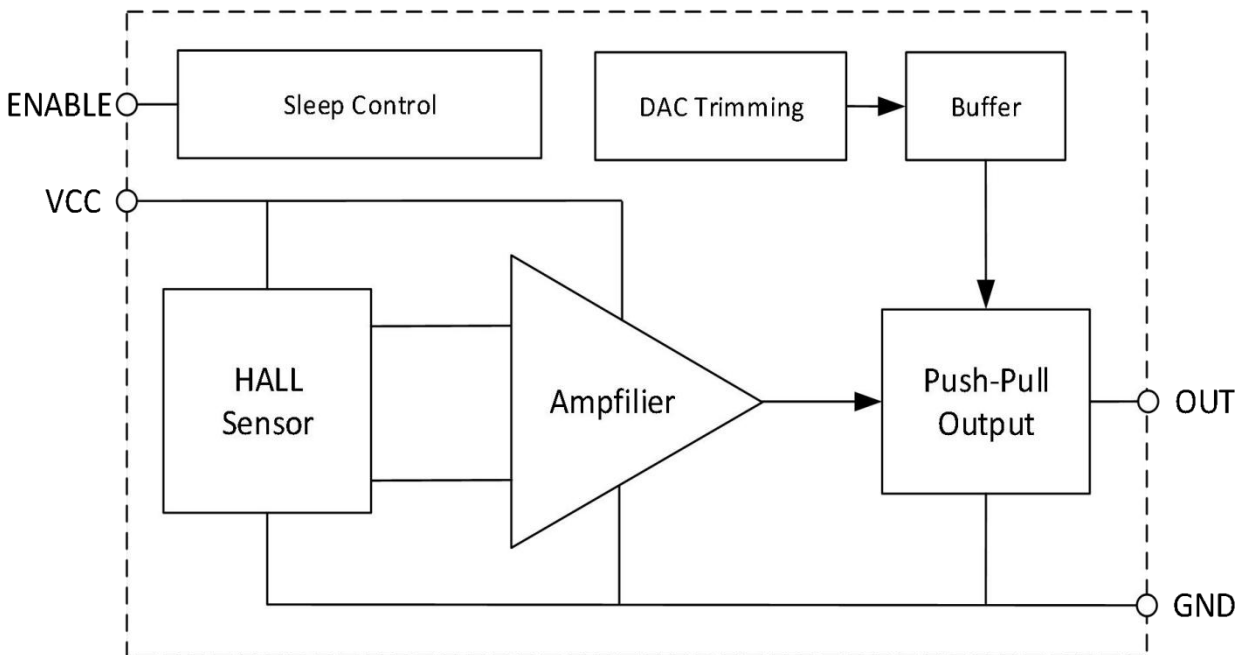 ENABLE
Sleep Control
DAC Trimming
Buffer
VCC
HALL
Sensor
Ampfilier
Push-Pull
Output
OUT
GND